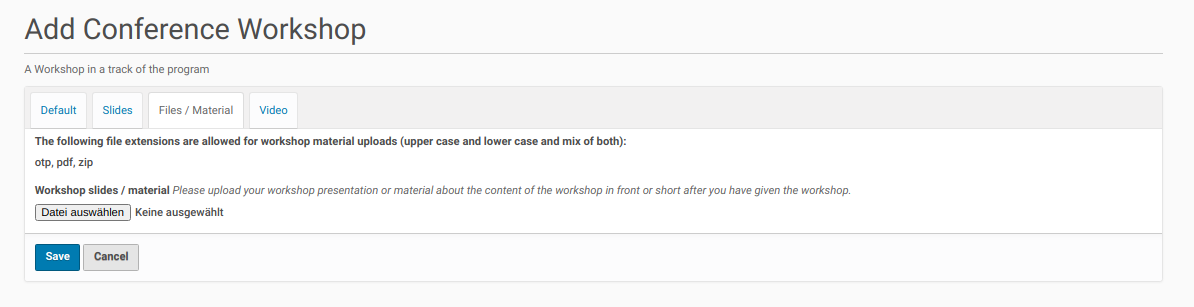 Add Conference Workshop
A Workshop in a track of the program
Default Slides Files / Material Video
The following file extensions are allowed for workshop material uploads (upper case and lower case and mix of both):
otp, pdf, zip
Workshop slides / material Please upload your workshop presentation or material about the content of the workshop in front or short after you have given the workshop.
Datei auswählen Keine ausgewählt
Save Cancel